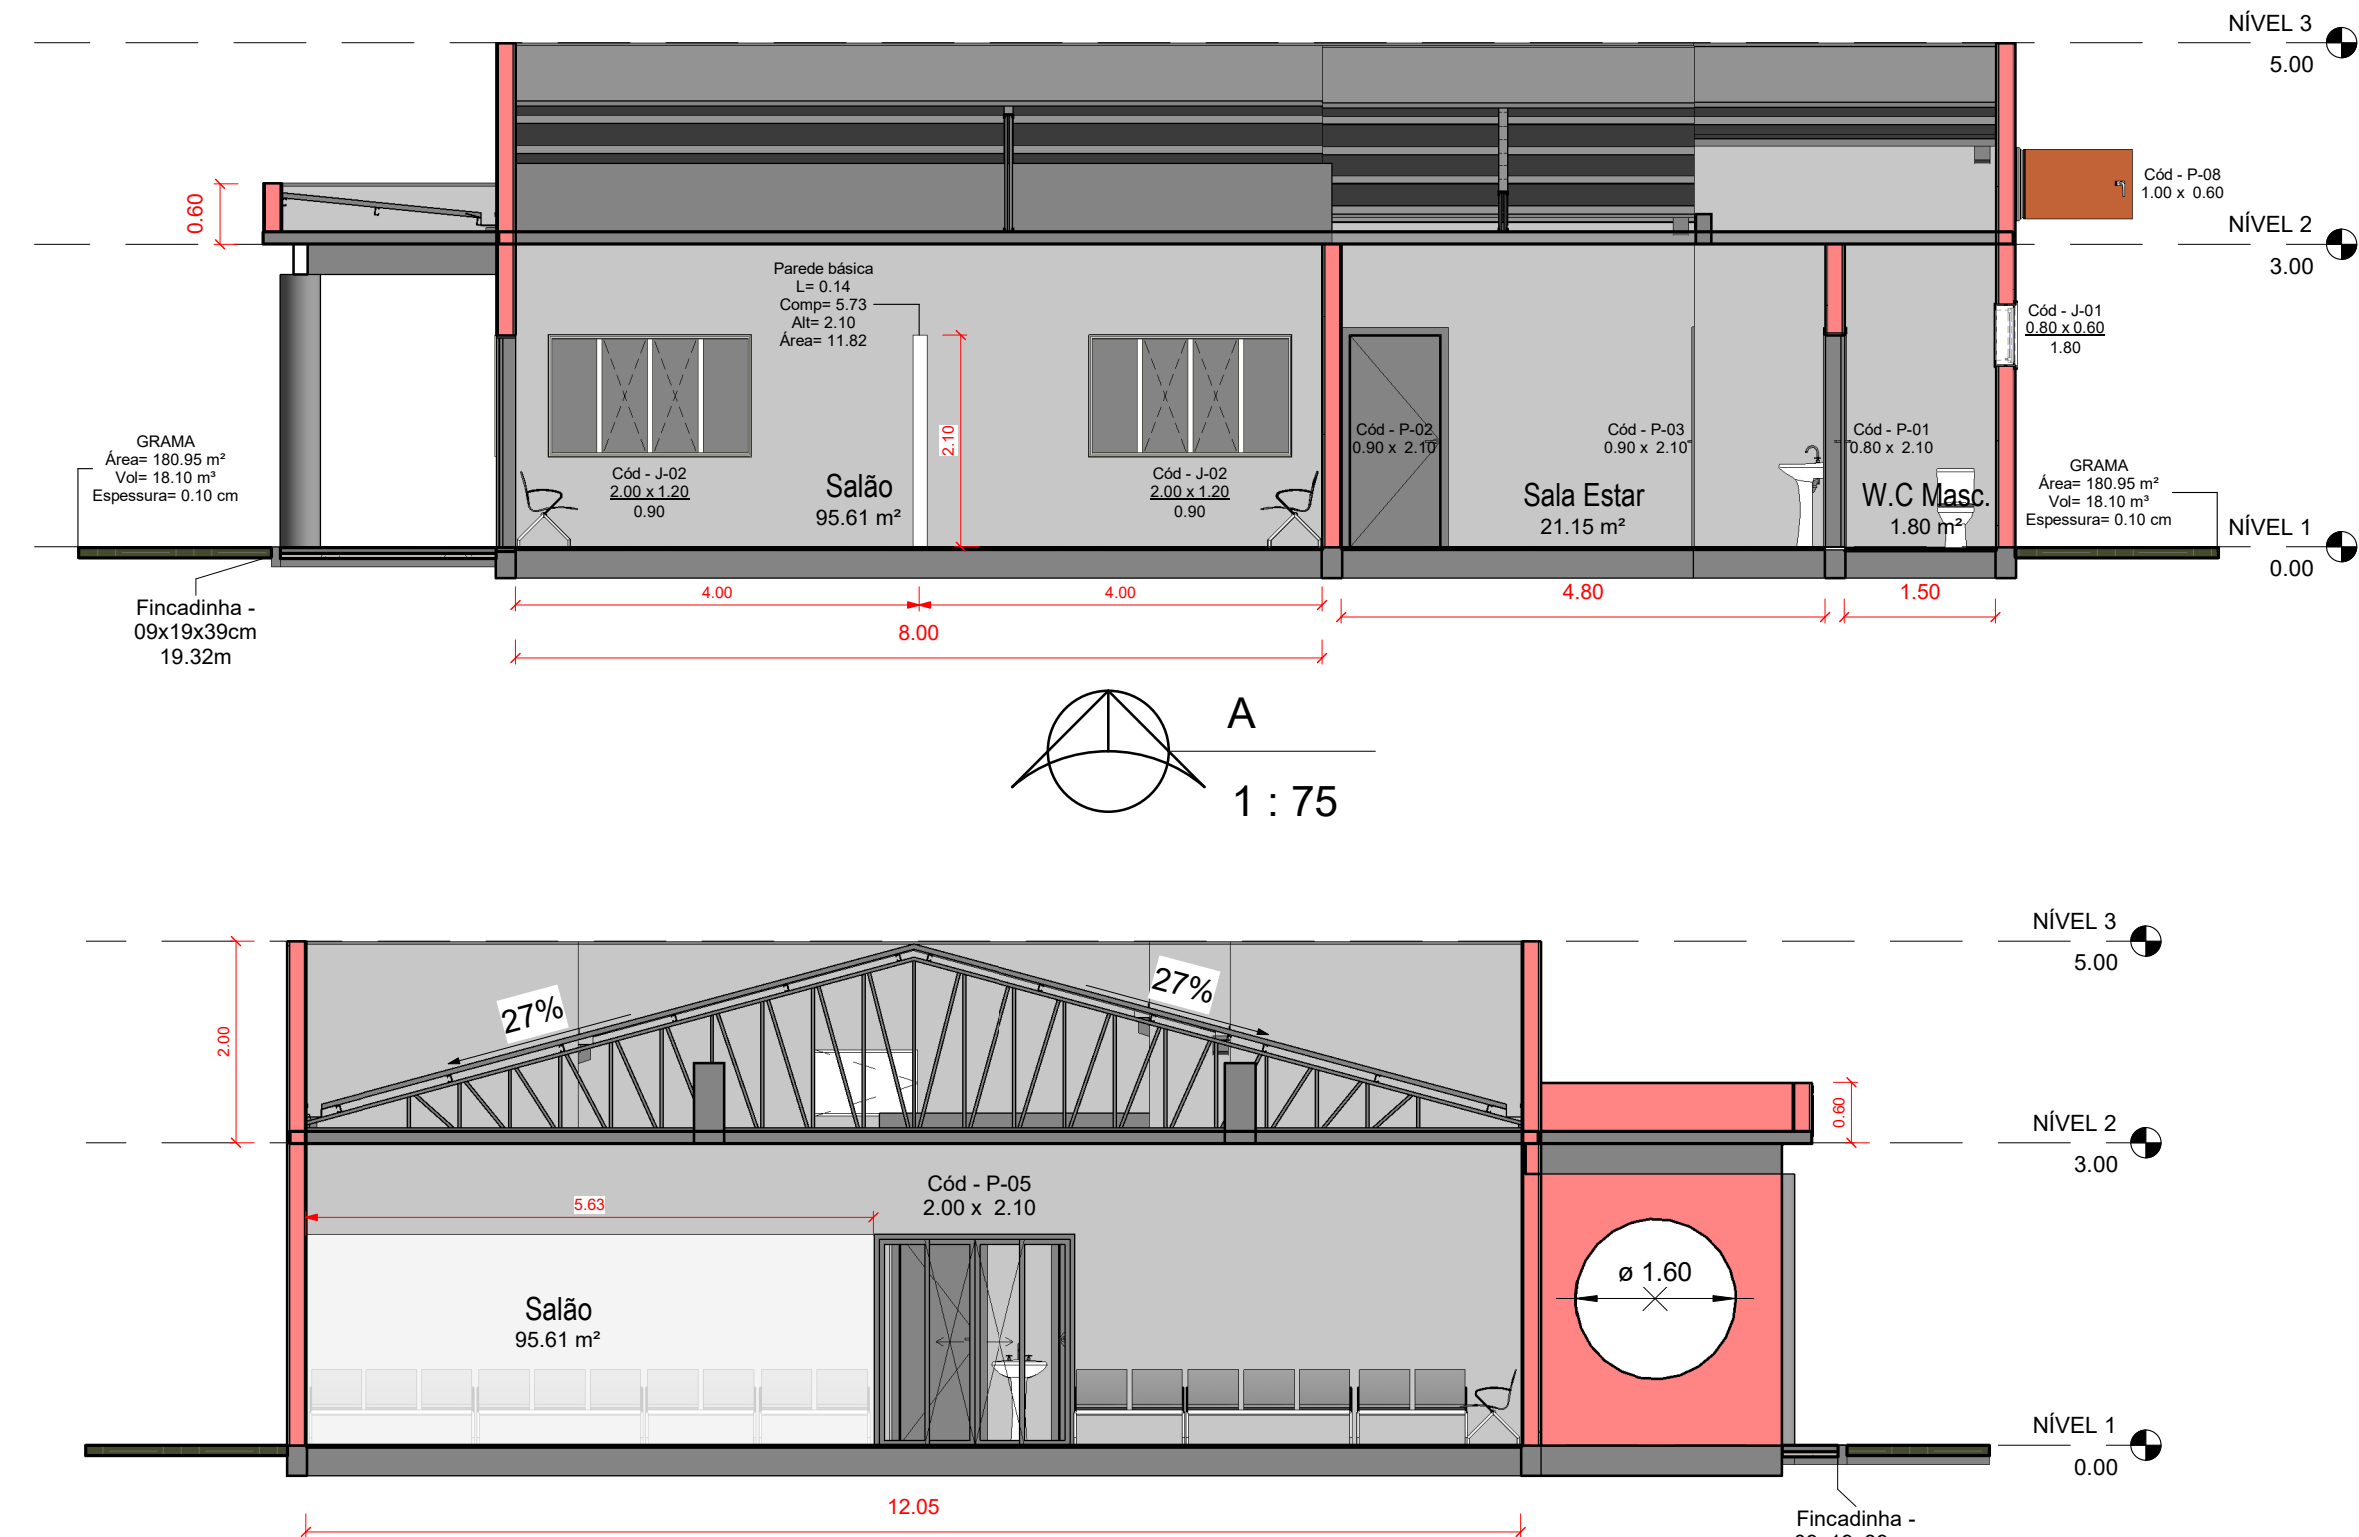 NÍVEL 3
5.00
0.60
Cód - P-08
1.00 x 0.60
NÍVEL 2
3.00
Parede básica
L= 0.14
Comp= 5.73
Alt= 2.10
Área= 11.82
Cód - J-01
0.80 x 0.60
1.80
2.10
GRAMA
Área= 180.95 m²
Vol= 18.10 m³
Espessura= 0.10 cm
Cód - J-02
2.00 x 1.20
0.90
Salão
95.61 m²
Cód - J-02
2.00 x 1.20
0.90
Cód - P-02
0.90 x 2.10
Cód - P-03
0.90 x 2.10
Sala Estar
21.15 m²
Cód - P-01
0.80 x 2.10
W.C Masc.
1.80 m²
GRAMA
Área= 180.95 m²
Vol= 18.10 m³
Espessura= 0.10 cm
NÍVEL 1
0.00
Fincadinha -
09x19x39cm
19.32m
4.00
4.00
8.00
4.80
1.50
A
1 : 75
NÍVEL 3
5.00
27%
27%
2.00
0.60
NÍVEL 2
3.00
5.63
Cód - P-05
2.00 x 2.10
ø 1.60
Salão
95.61 m²
NÍVEL 1
0.00
12.05
Fincadinha -